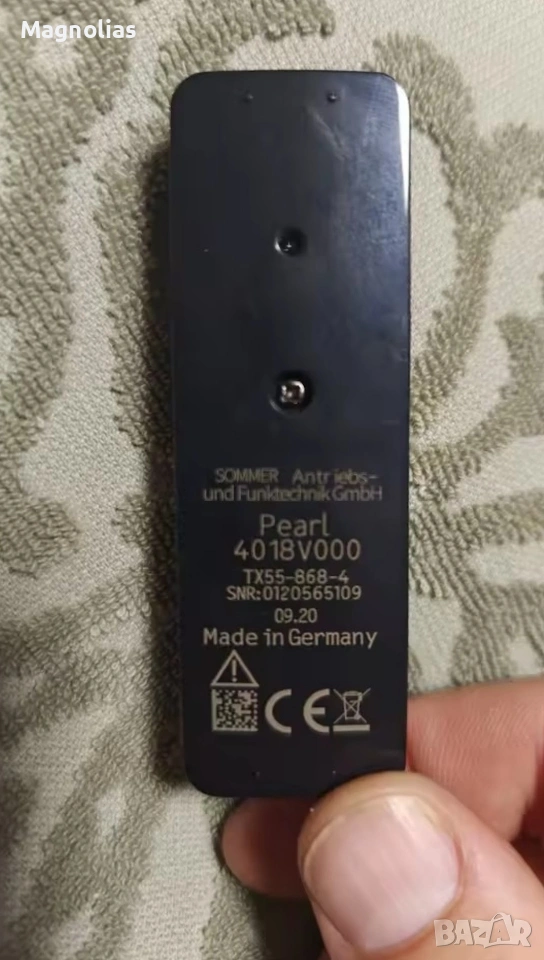 Magnolias
SOMMER Antriebs-
und Funktechnik GmbH
Pearl
4018V000
TX55-868-4
SNR:0120565109
09.20
Made in Germany
CE
BAZAR